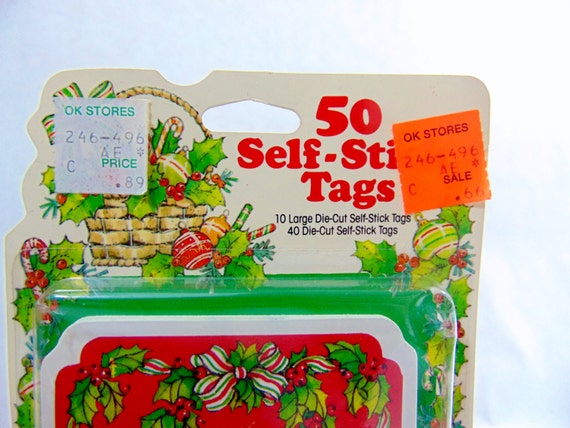 OK STORES
246-496
AF *
C PRICE
.89
50
Self-Sti
Tags
10 Large Die-Cut Self-Stick Tags
40 Die-Cut Self-Stick Tags
OK STORES
246-496
AF *
C SALE
.66